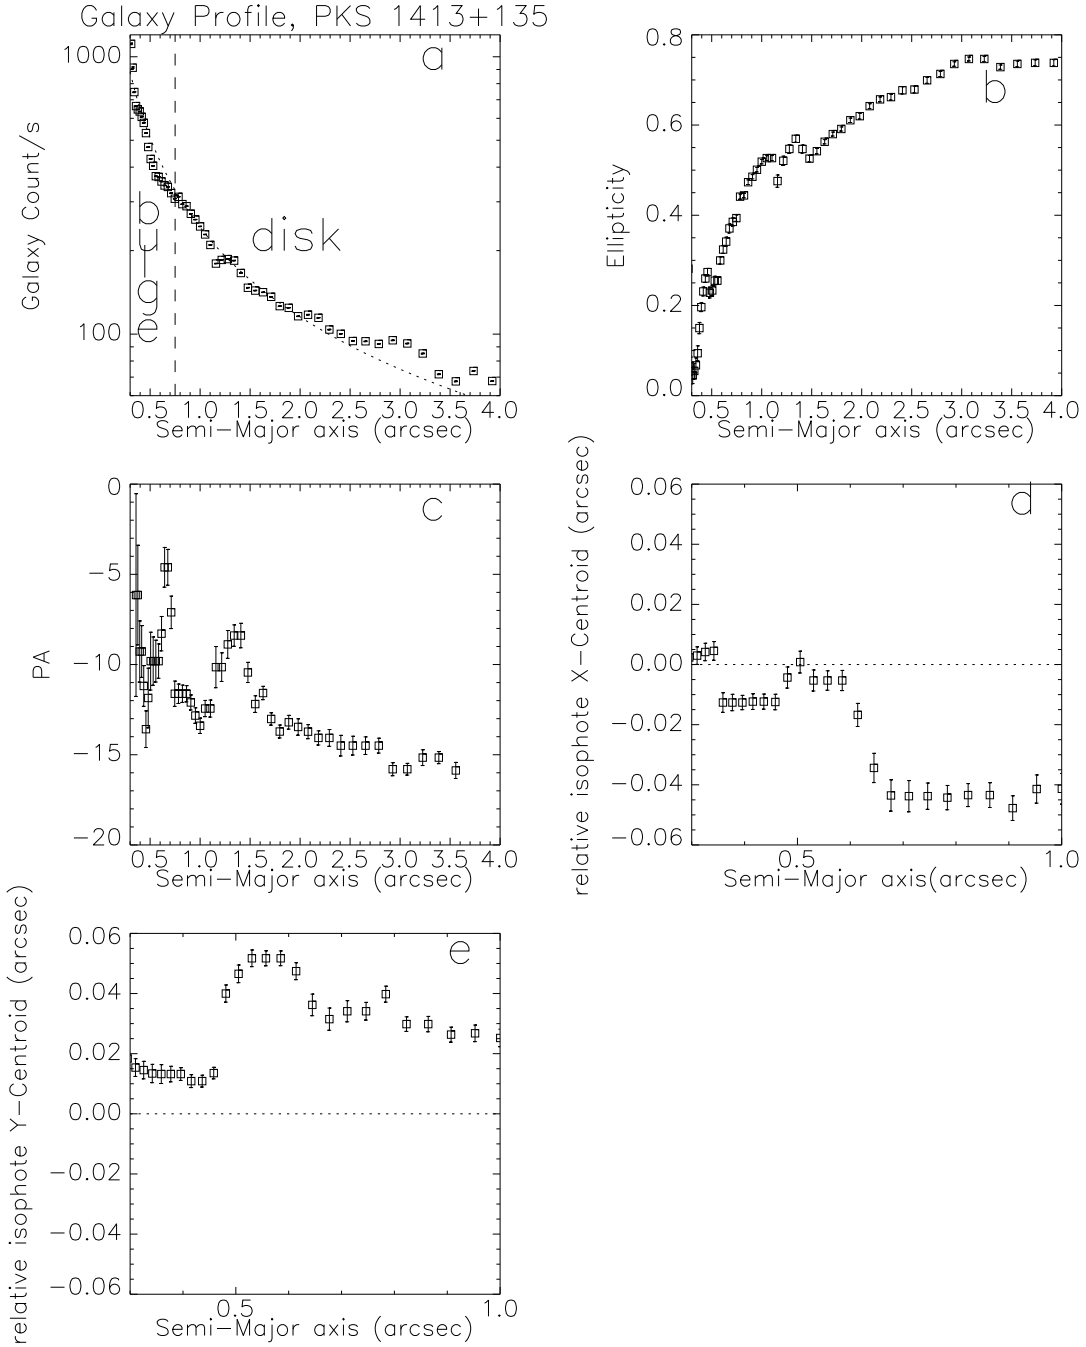 Galaxy Profile, PKS 1413+135
a
1000
100
Galaxy Count/s
bulge
disk
0.5 1.0 1.5 2.0 2.5 3.0 3.5 4.0
Semi-Major axis (arcsec)
b
0.8
0.6
0.4
0.2
0.0
Ellipticity
0.5 1.0 1.5 2.0 2.5 3.0 3.5 4.0
Semi-Major axis (arcsec)
c
0
-5
-10
-15
-20
PA
0.5 1.0 1.5 2.0 2.5 3.0 3.5 4.0
Semi-Major axis (arcsec)
d
0.06
0.04
0.02
0.00
-0.02
-0.04
-0.06
relative isophote X-Centroid (arcsec)
0.5 1.0
Semi-Major axis(arcsec)
e
0.06
0.04
0.02
0.00
-0.02
-0.04
-0.06
relative isophote Y-Centroid (arcsec)
0.5 1.0
Semi-Major axis (arcsec)